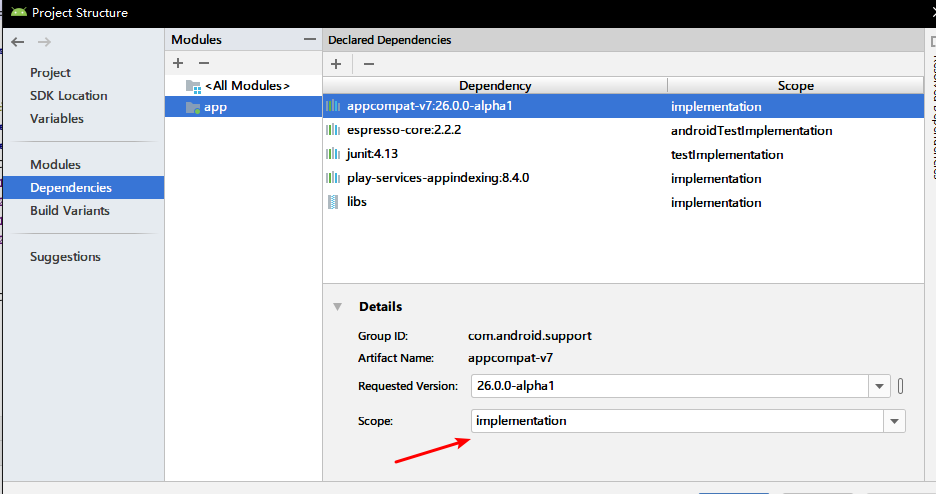 Project Structure
Project
SDK Location
Variables
Modules
Dependencies
Build Variants
Suggestions
Modules
<All Modules>
app
Declared Dependencies
Dependency Scope
appcompat-v7:26.0.0-alpha1 implementation
espresso-core:2.2.2 androidTestImplementation
junit:4.13 testImplementation
play-services-appindexing:8.4.0 implementation
libs implementation
Details
Group ID: com.android.support
Artifact Name: appcompat-v7
Requested Version: 26.0.0-alpha1
Scope: implementation
Resolved Dependencies